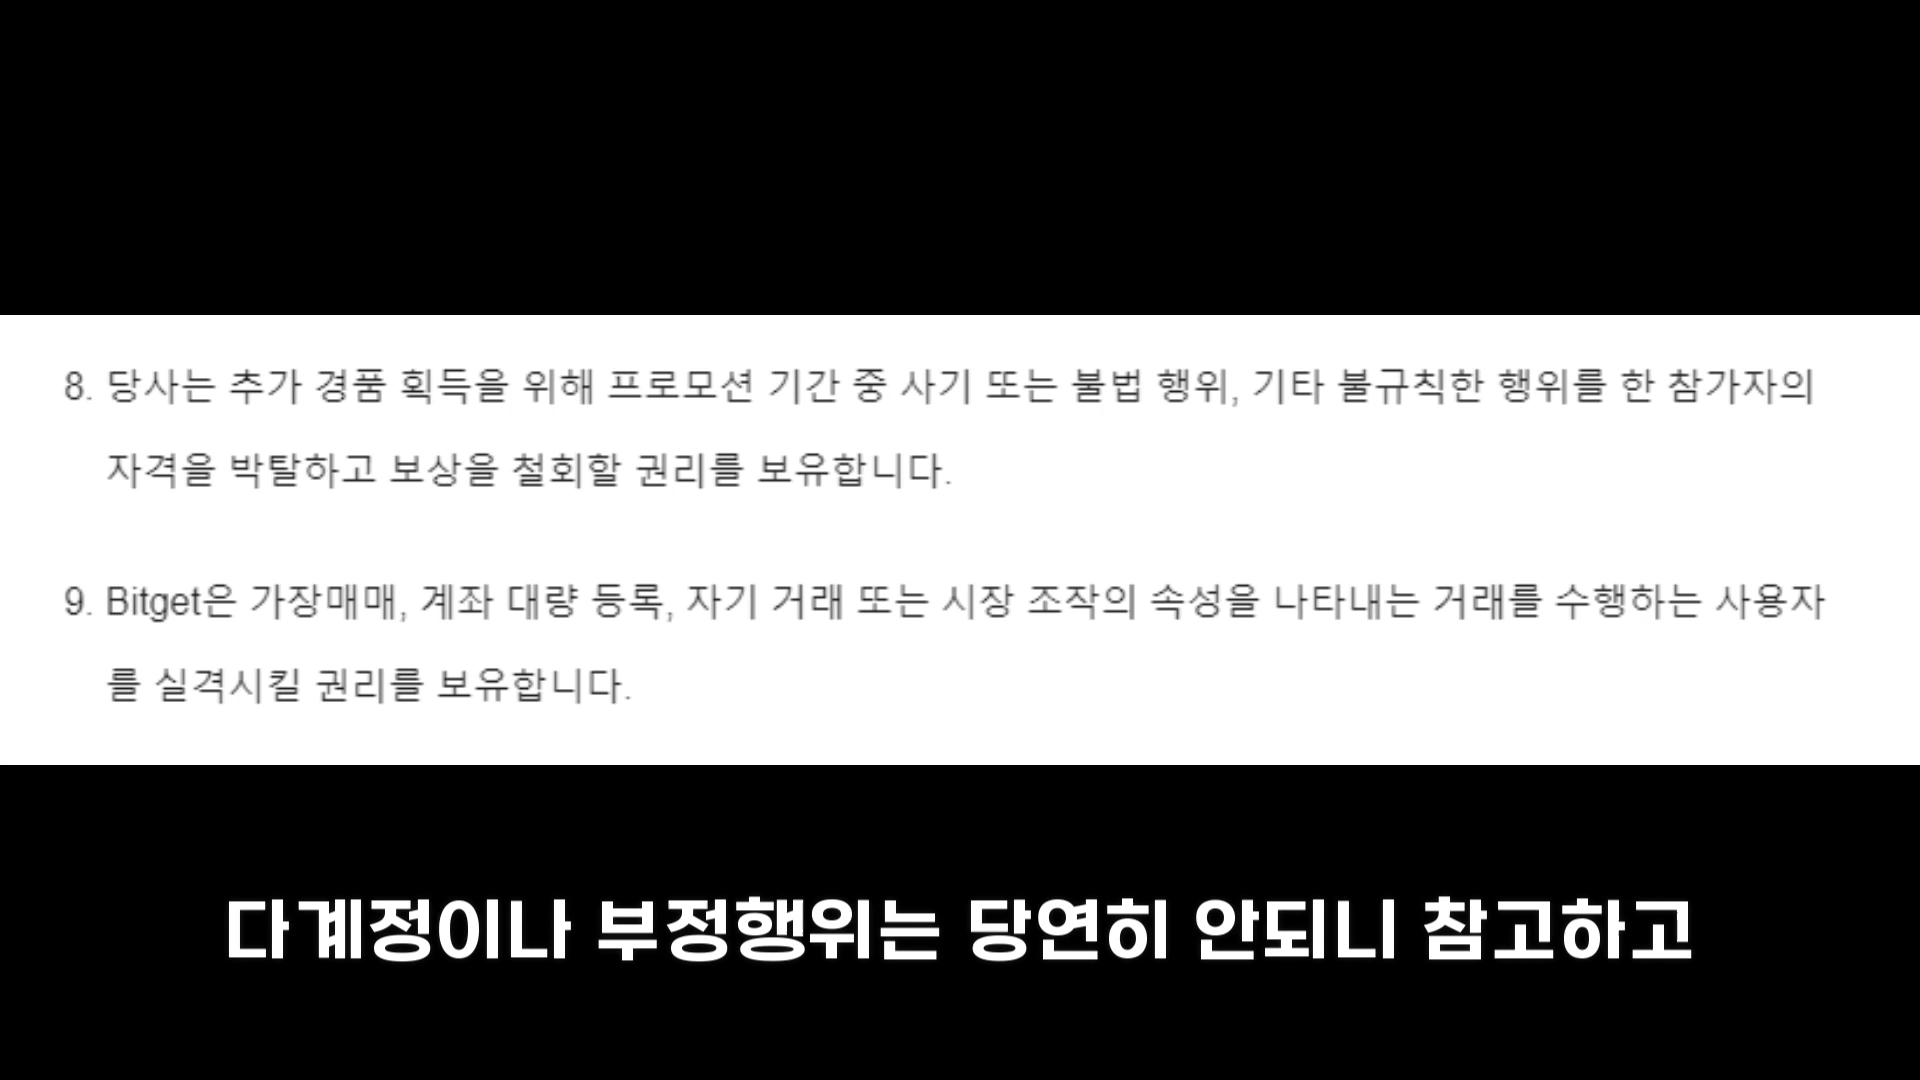 8. 당사는 추가 경품 획득을 위해 프로모션 기간 중 사기 또는 불법 행위, 기타 불규칙한 행위를 한 참가자의
자격을 박탈하고 보상을 철회할 권리를 보유합니다.
9. Bitget은 가장매매, 계좌 대량 등록, 자기 거래 또는 시장 조작의 속성을 나타내는 거래를 수행하는 사용자
를 실격시킬 권리를 보유합니다.
다계정이나 부정행위는 당연히 안되니 참고하고